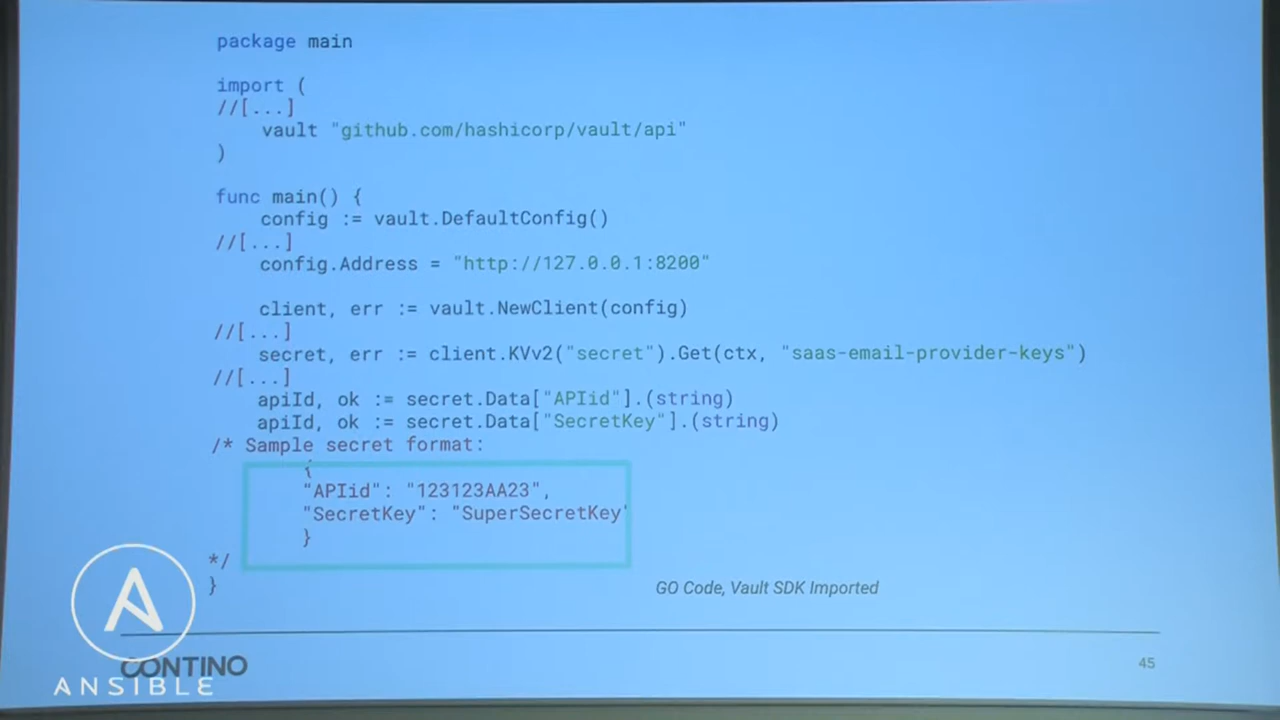 package main
import (
//[...]
vault "github.com/hashicorp/vault/api"
)
func main() {
config := vault.DefaultConfig()
//[...]
config.Address = "http://127.0.0.1:8200"
client, err := vault.NewClient(config)
//[...]
secret, err := client.KVv2("secret").Get(ctx, "saas-email-provider-keys")
//[...]
apiId, ok := secret.Data["APIid"].(string)
apiId, ok := secret.Data["SecretKey"].(string)
/* Sample secret format:
{
"APIid": "123123AA23",
"SecretKey": "SuperSecretKey'
}
*/
}
GO Code, Vault SDK Imported
CONTINO
ANSIBLE
45